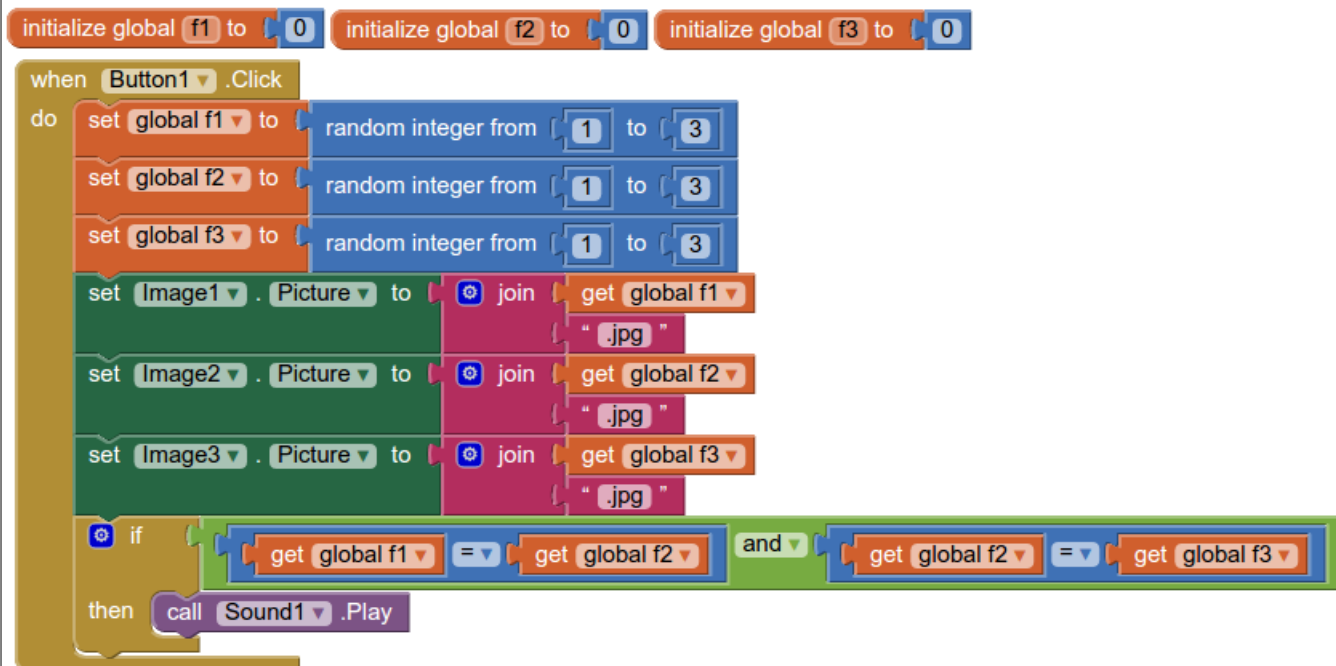 initialize global f1 to 0 initialize global f2 to 0 initialize global f3 to 0
when Button1 .Click
do set global f1 to random integer from 1 to 3
set global f2 to random integer from 1 to 3
set global f3 to random integer from 1 to 3
set Image1 . Picture to join get global f1
“ .jpg ”
set Image2 . Picture to join get global f2
“ .jpg ”
set Image3 . Picture to join get global f3
“ .jpg ”
if get global f1 = get global f2 and get global f2 = get global f3
then call Sound1 .Play